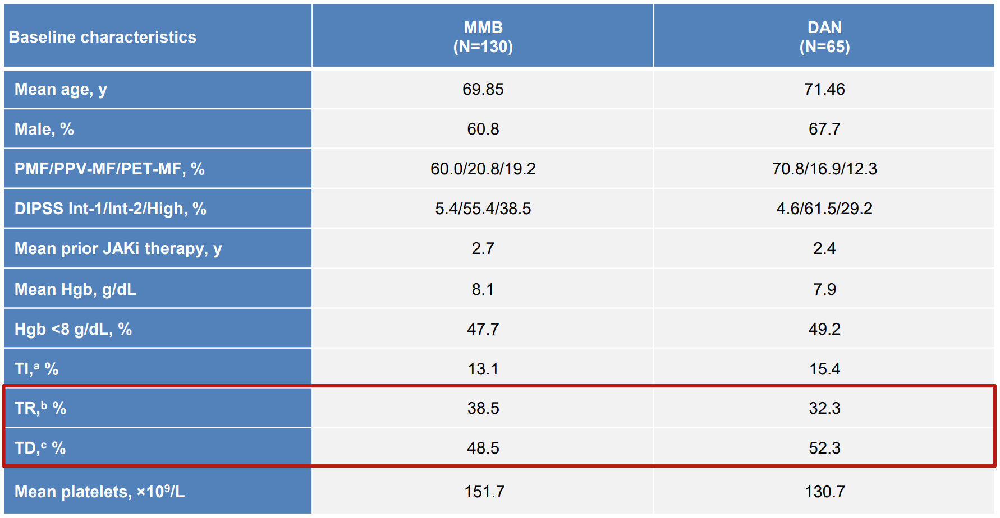 Baseline characteristics MMB (N=130) DAN (N=65)
Mean age, y 69.85 71.46
Male, % 60.8 67.7
PMF/PPV-MF/PET-MF, % 60.0/20.8/19.2 70.8/16.9/12.3
DIPSS Int-1/Int-2/High, % 5.4/55.4/38.5 4.6/61.5/29.2
Mean prior JAKi therapy, y 2.7 2.4
Mean Hgb, g/dL 8.1 7.9
Hgb <8 g/dL, % 47.7 49.2
TI,ᵃ % 13.1 15.4
TR,ᵇ % 38.5 32.3
TD,ᶜ % 48.5 52.3
Mean platelets, ×10⁹/L 151.7 130.7